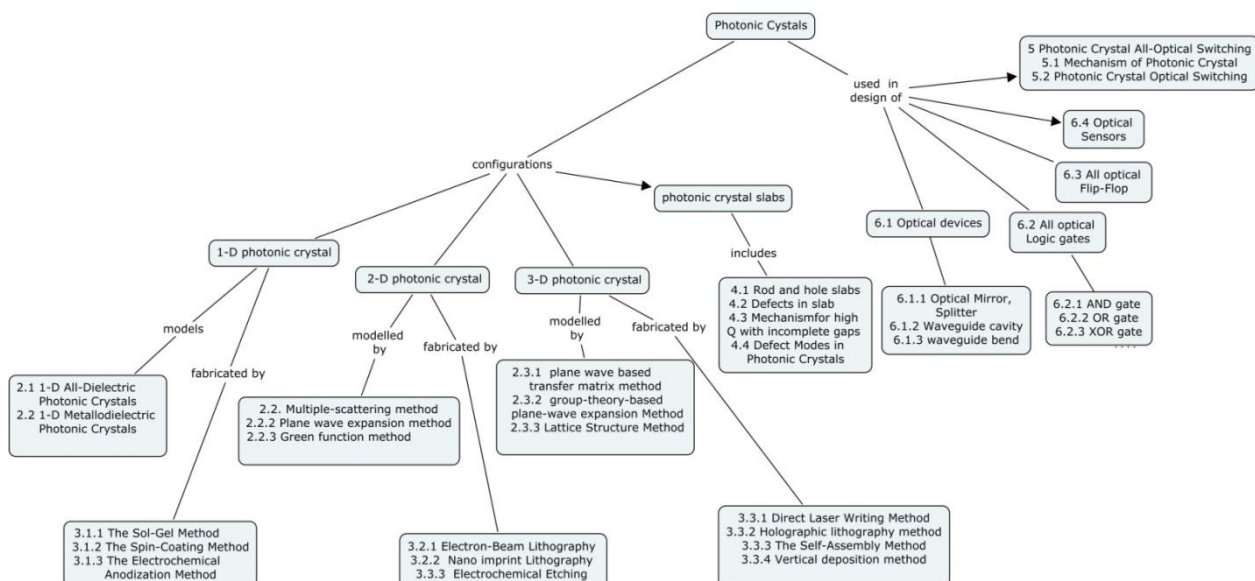 Photonic Cystals
5 Photonic Crystal All-Optical Switching
5.1 Mechanism of Photonic Crystal
5.2 Photonic Crystal Optical Switching
used in
design of
6.4 Optical
Sensors
configurations
6.3 All optical
Flip-Flop
photonic crystal slabs
6.1 Optical devices
6.2 All optical
Logic gates
1-D photonic crystal
includes
2-D photonic crystal
3-D photonic crystal
4.1 Rod and hole slabs
4.2 Defects in slab
4.3 Mechanismfor high
Q with incomplete gaps
4.4 Defect Modes in
Photonic Crystals
6.1.1 Optical Mirror,
Splitter
6.1.2 Waveguide cavity
6.1.3 waveguide bend
6.2.1 AND gate
6.2.2 OR gate
6.2.3 XOR gate
....
models
modelled
by
fabricated by
modelled
by
fabricated by
fabricated by
2.1 1-D All-Dielectric
Photonic Crystals
2.2 1-D Metallodielectric
Photonic Crystals
2.2. Multiple-scattering method
2.2.2 Plane wave expansion method
2.2.3 Green function method
2.3.1 plane wave based
transfer matrix method
2.3.2 group-theory-based
plane-wave expansion Method
2.3.3 Lattice Structure Method
3.1.1 The Sol-Gel Method
3.1.2 The Spin-Coating Method
3.1.3 The Electrochemical
Anodization Method
3.2.1 Electron-Beam Lithography
3.2.2 Nano imprint Lithography
3.3.3 Electrochemical Etching
3.3.1 Direct Laser Writing Method
3.3.2 Holographic lithography method
3.3.3 The Self-Assembly Method
3.3.4 Vertical deposition method